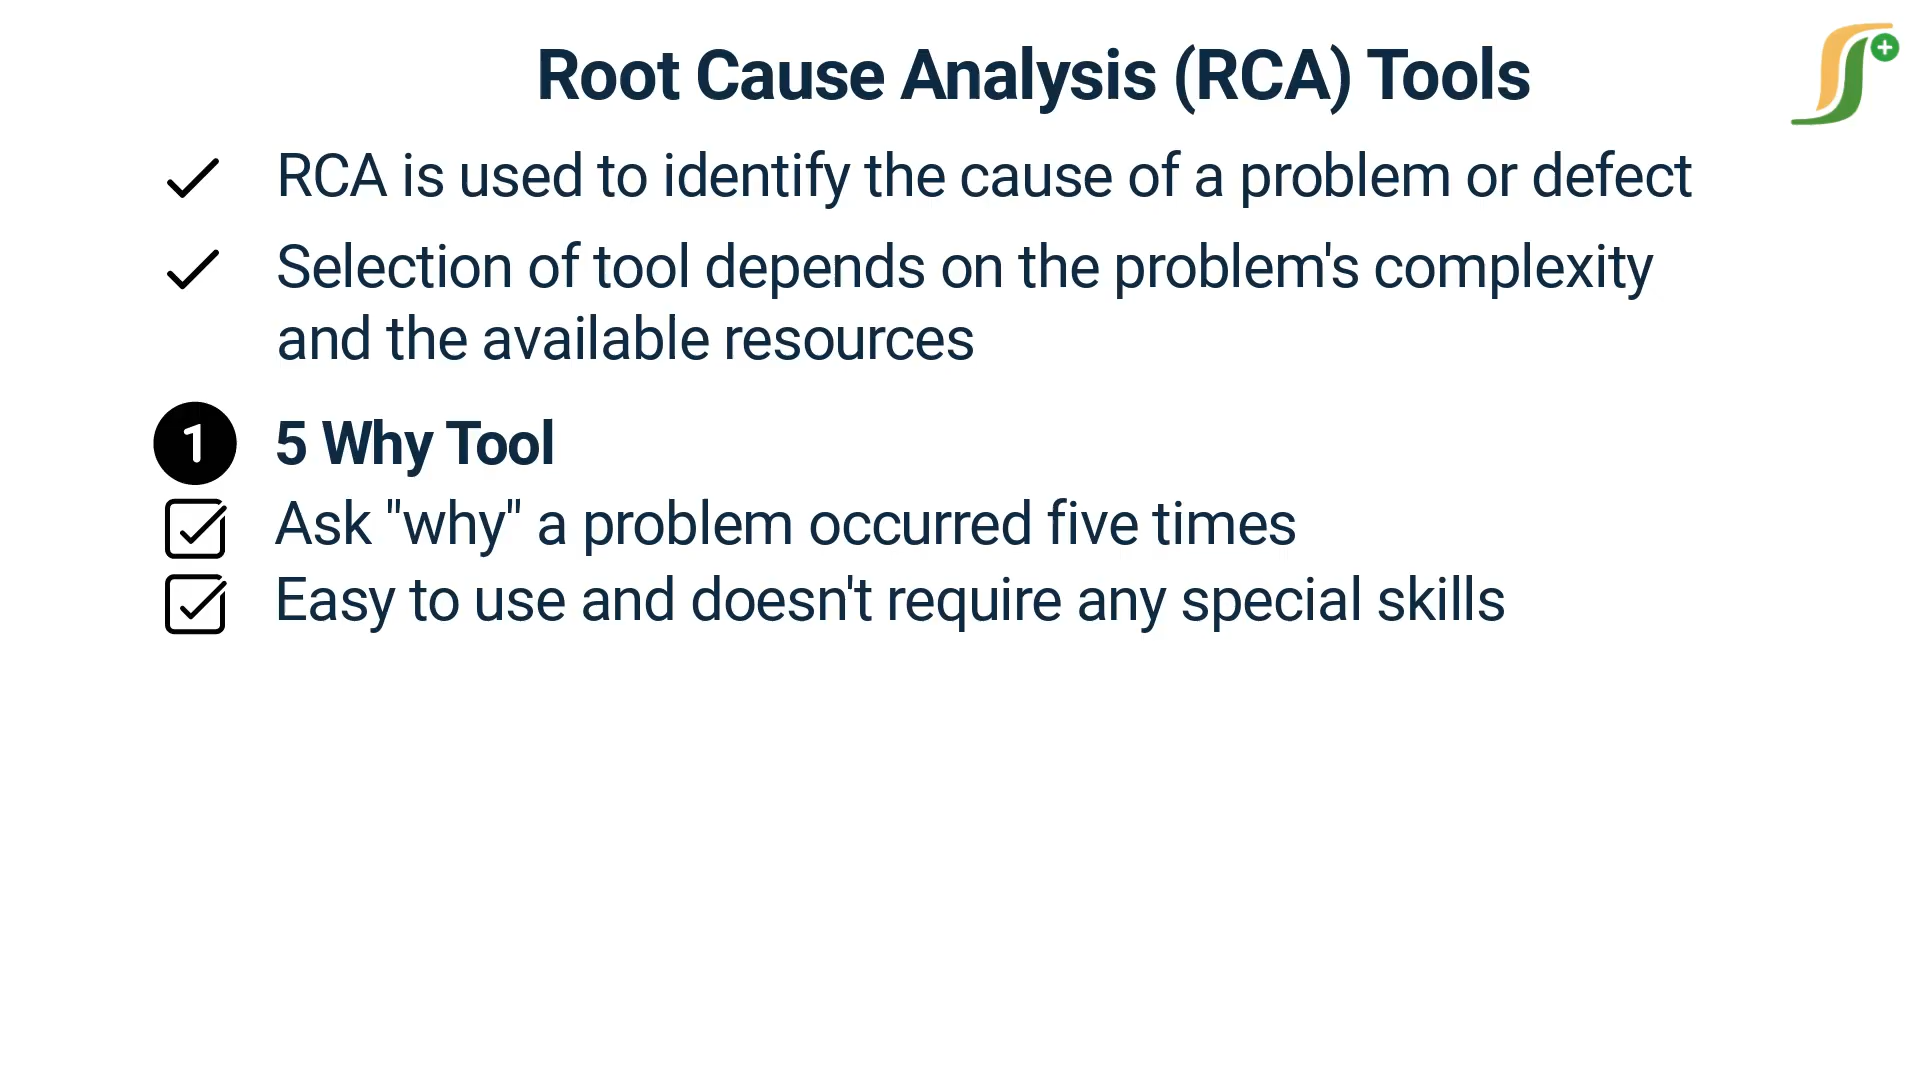 Root Cause Analysis (RCA) Tools
RCA is used to identify the cause of a problem or defect
Selection of tool depends on the problem's complexity
and the available resources
1 5 Why Tool
Ask "why" a problem occurred five times
Easy to use and doesn't require any special skills